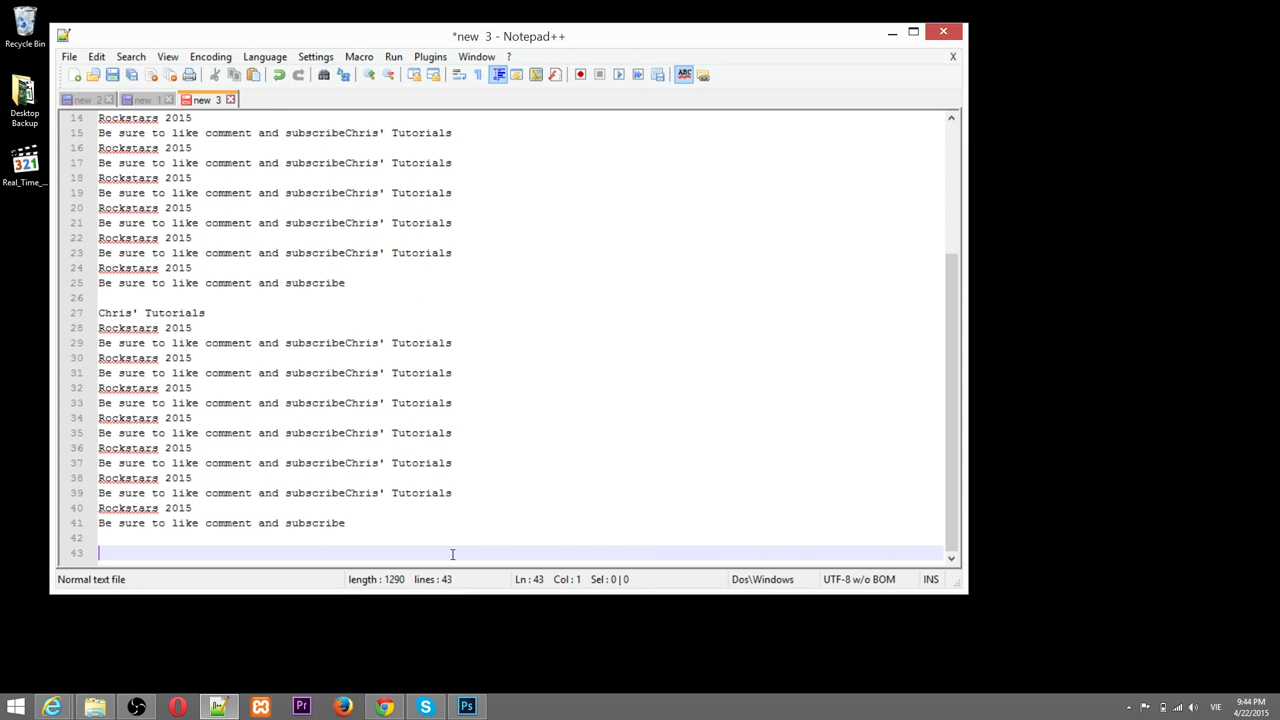 Recycle Bin
Desktop
Backup
Real_Time_...
*new 3 - Notepad++
File Edit Search View Encoding Language Settings Macro Run Plugins Window ? X
new 2 new 1 new 3
14 Rockstars 2015
15 Be sure to like comment and subscribeChris' Tutorials
16 Rockstars 2015
17 Be sure to like comment and subscribeChris' Tutorials
18 Rockstars 2015
19 Be sure to like comment and subscribeChris' Tutorials
20 Rockstars 2015
21 Be sure to like comment and subscribeChris' Tutorials
22 Rockstars 2015
23 Be sure to like comment and subscribeChris' Tutorials
24 Rockstars 2015
25 Be sure to like comment and subscribe
26
27 Chris' Tutorials
28 Rockstars 2015
29 Be sure to like comment and subscribeChris' Tutorials
30 Rockstars 2015
31 Be sure to like comment and subscribeChris' Tutorials
32 Rockstars 2015
33 Be sure to like comment and subscribeChris' Tutorials
34 Rockstars 2015
35 Be sure to like comment and subscribeChris' Tutorials
36 Rockstars 2015
37 Be sure to like comment and subscribeChris' Tutorials
38 Rockstars 2015
39 Be sure to like comment and subscribeChris' Tutorials
40 Rockstars 2015
41 Be sure to like comment and subscribe
42
43
Normal text file length : 1290 lines : 43 Ln : 43 Col : 1 Sel : 0 | 0 Dos\Windows UTF-8 w/o BOM INS
Pr Ps VIE 9:44 PM
4/22/2015